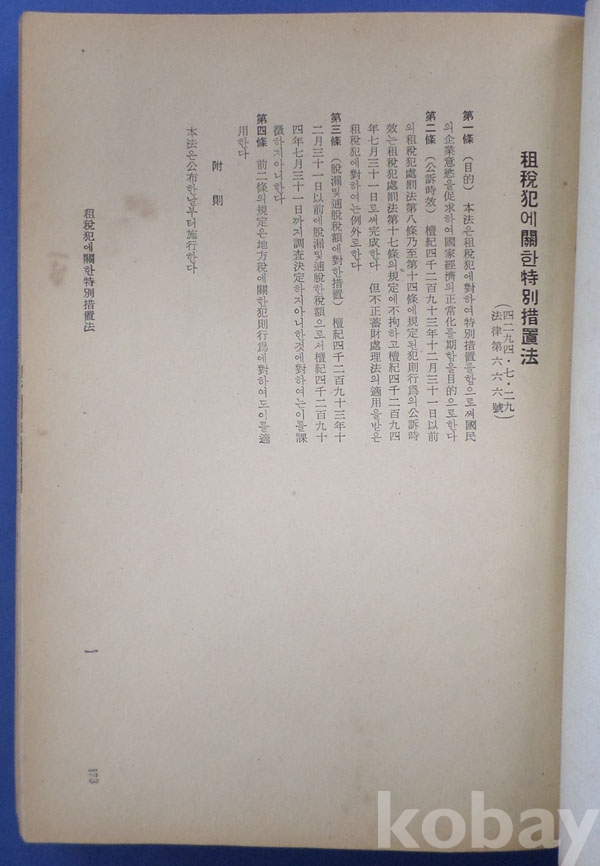 租稅犯에關한特別措置法
(四二九四・七・二九
法律第六六六號)
第一條 (目的) 本法은租稅犯에對하여特別措置를함으로써國民
의企業意慾을促求하여國家經濟의正常化를期함을目的으로한다
第二條 (公訴時效) 檀紀四千二百九十三年十二月三十一日以前
의租稅犯處罰法第八條乃至第十四條에規定된犯則行爲의公訴時
效는租稅犯處罰法第十七條의規定에不拘하고檀紀四千二百九四
年七月三十一日로써完成한다 但不正蓄財處理法의適用을받은
租稅犯에對하여는例外로한다
第三條 (脫漏및逋脫稅額에對한措置) 檀紀四千二百九十三年十
二月三十一日以前에脫漏및逋脫한稅額으로서檀紀四千二百九十
四年七月三十一日까지調查決定하지아니한것에對하여는이를課
徵하지아니한다
第四條 前二條의規定은地方稅에關한犯則行爲에對하여도이를適
用한다
附則
本法은公布한날부터施行한다
租稅犯에關한特別措置法
一
173
kobay